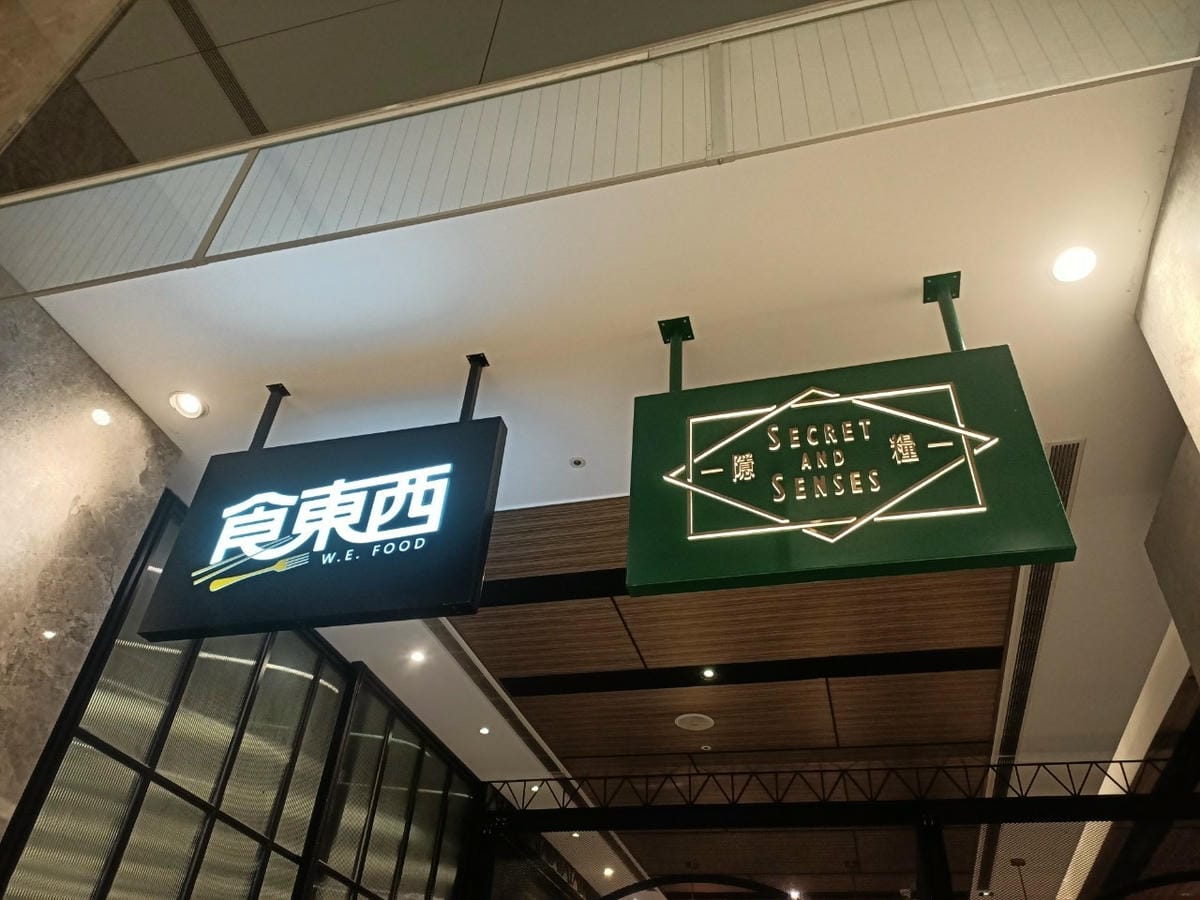 食東西
W.E. FOOD
SECRET
AND
SENSES
隱 糧